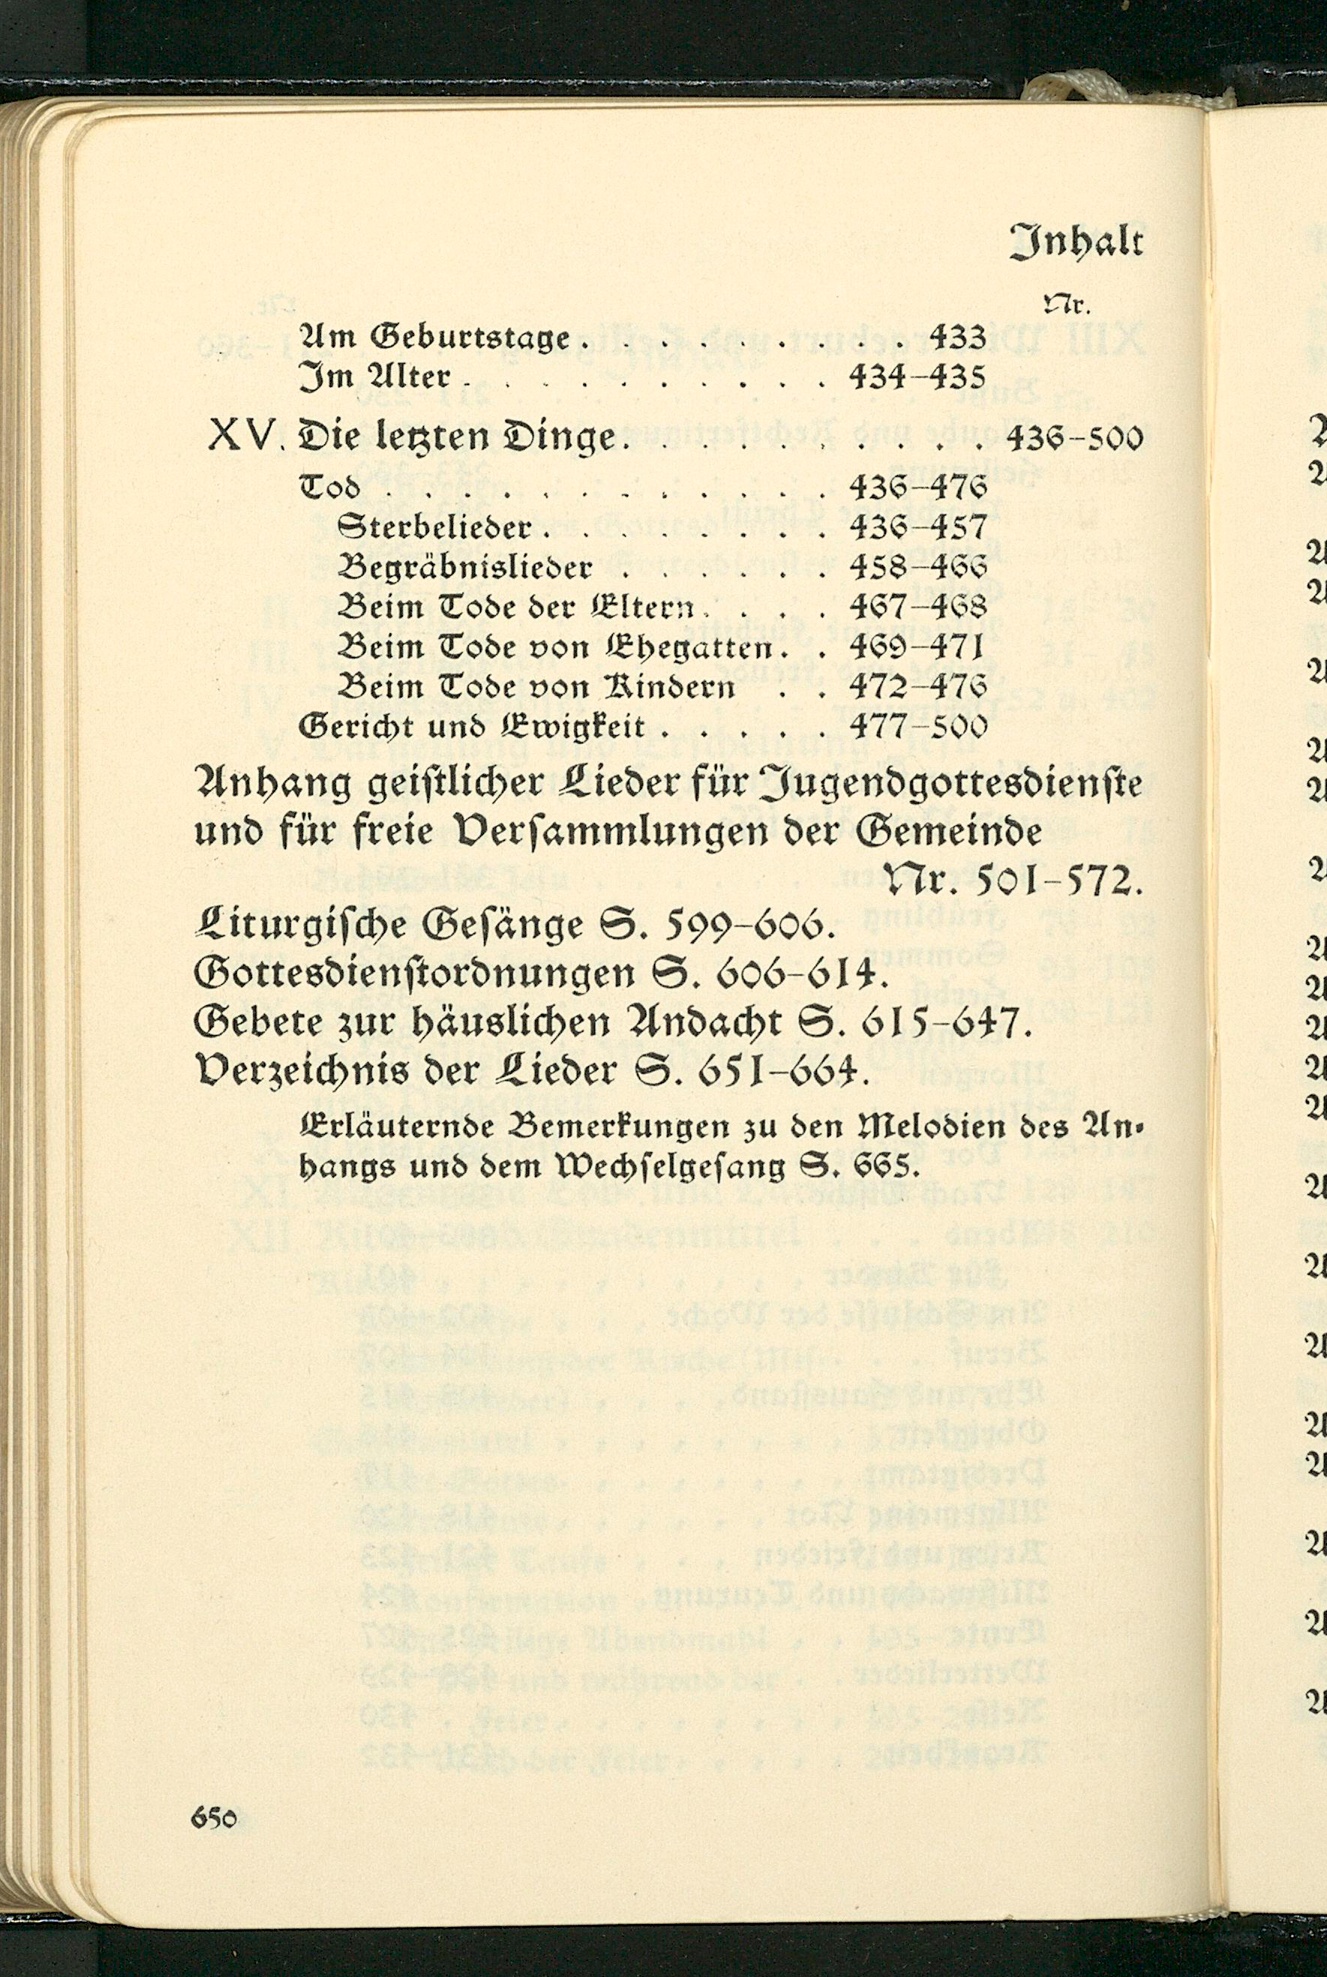 Inhalt
Nr.
Am Geburtstage . . . . . . . . . 433
Im Alter . . . . . . . . . . 434–435
XV. Die letzten Dinge . . . . . . . . . . 436–500
Tod . . . . . . . . . . . . 436–476
Sterbelieder . . . . . . . . 436–457
Begräbnislieder . . . . . . 458–466
Beim Tode der Eltern . . . . 467–468
Beim Tode von Ehegatten . . 469–471
Beim Tode von Kindern . . 472–476
Gericht und Ewigkeit . . . . . 477–500
Anhang geistlicher Lieder für Jugendgottesdienste
und für freie Versammlungen der Gemeinde
Nr. 501–572.
Liturgische Gesänge S. 599–606.
Gottesdienstordnungen S. 606–614.
Gebete zur häuslichen Andacht S. 615–647.
Verzeichnis der Lieder S. 651–664.
Erläuternde Bemerkungen zu den Melodien des An-
hangs und dem Wechselgesang S. 665.
650